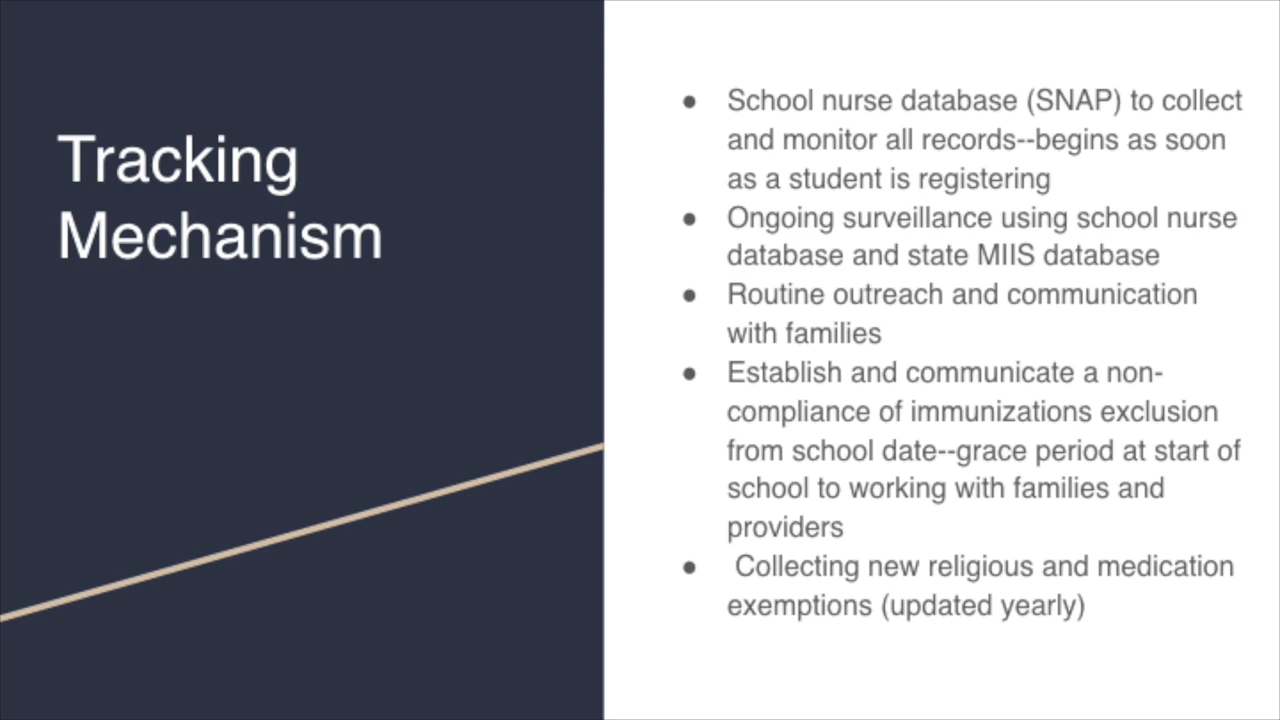 Tracking
Mechanism
● School nurse database (SNAP) to collect
and monitor all records--begins as soon
as a student is registering
● Ongoing surveillance using school nurse
database and state MIIS database
● Routine outreach and communication
with families
● Establish and communicate a non-
compliance of immunizations exclusion
from school date--grace period at start of
school to working with families and
providers
● Collecting new religious and medication
exemptions (updated yearly)